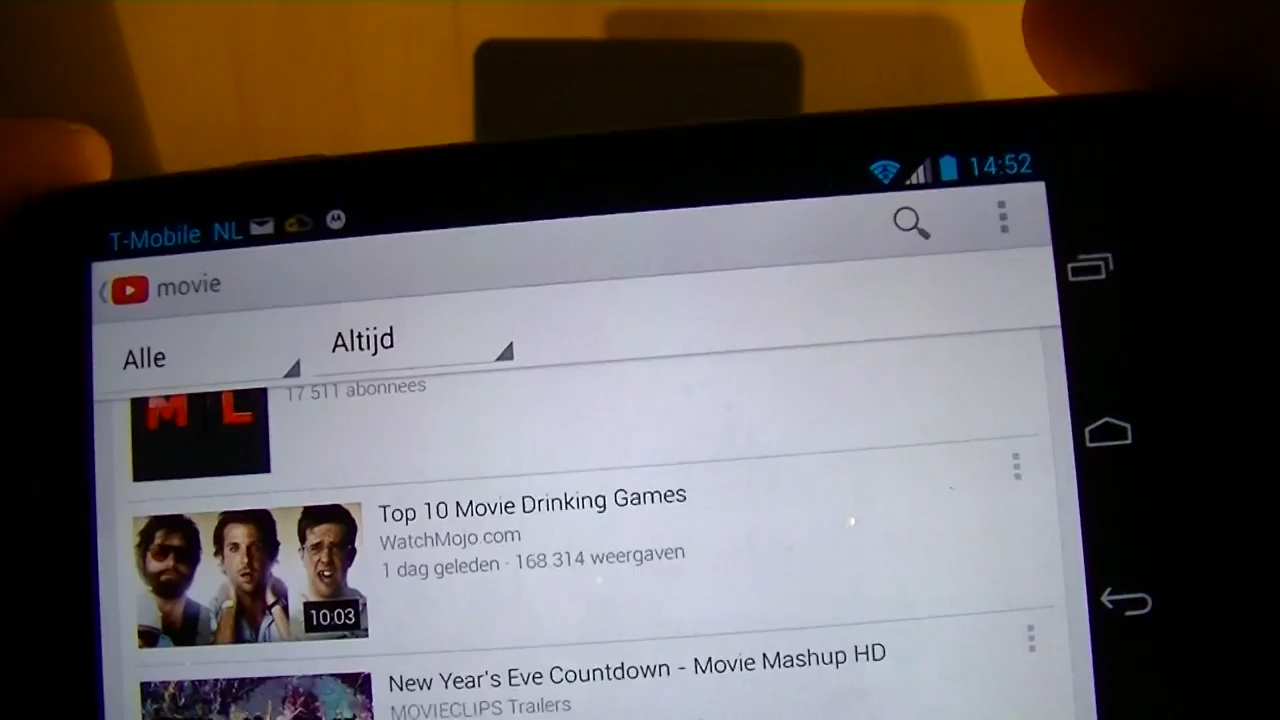 T-Mobile NL
14:52
movie
Alle
Altijd
ML
17.511 abonnees
Top 10 Movie Drinking Games
WatchMojo.com
1 dag geleden · 168.314 weergaven
10:03
New Year's Eve Countdown - Movie Mashup HD
MOVIECLIPS Trailers